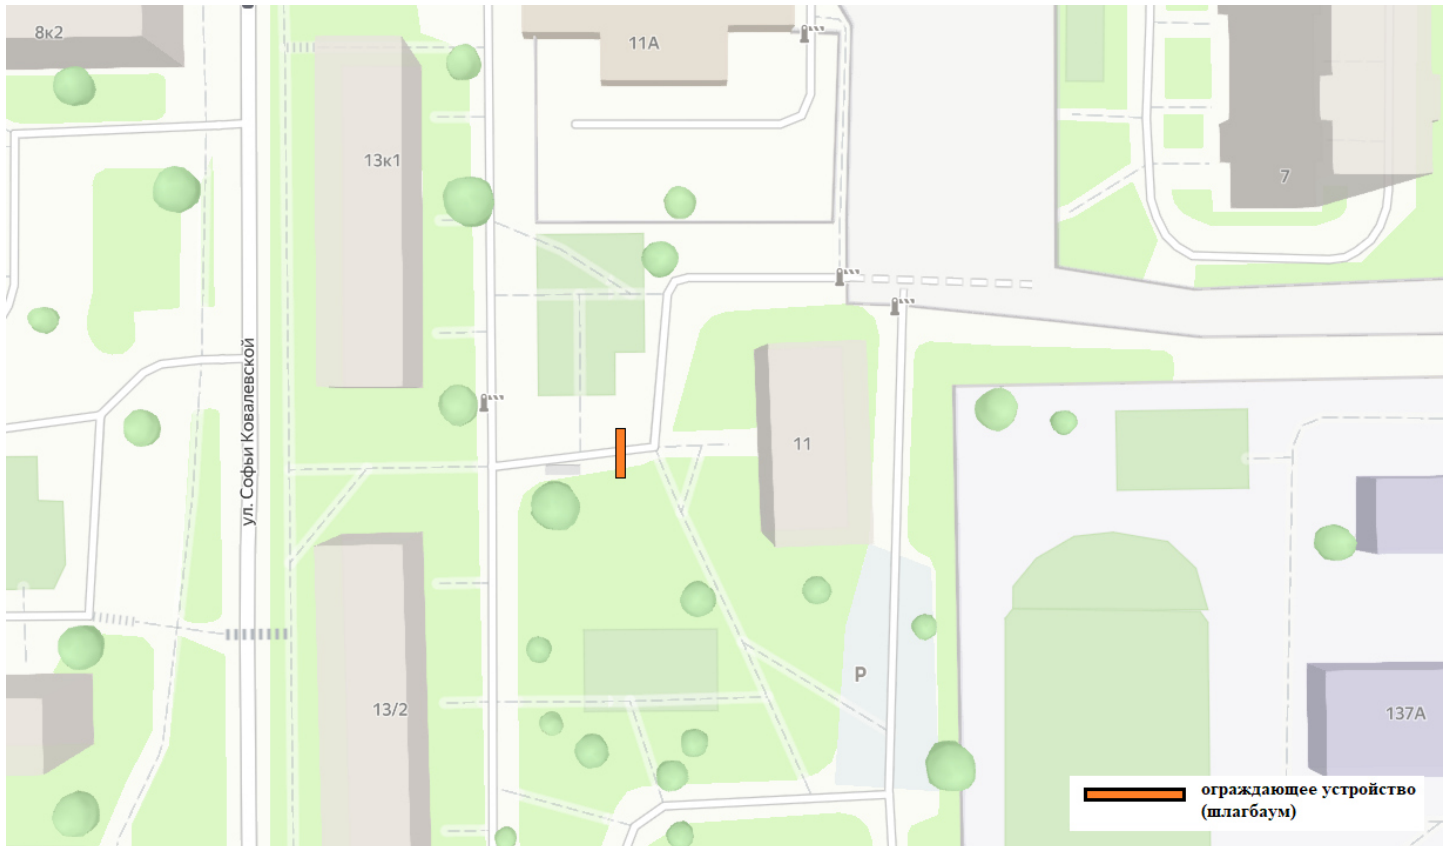 8к2
11А
13к1
7
ул. Софьи Ковалевской
11
13/2
Р
137А
ограждающее устройство
(шлагбаум)